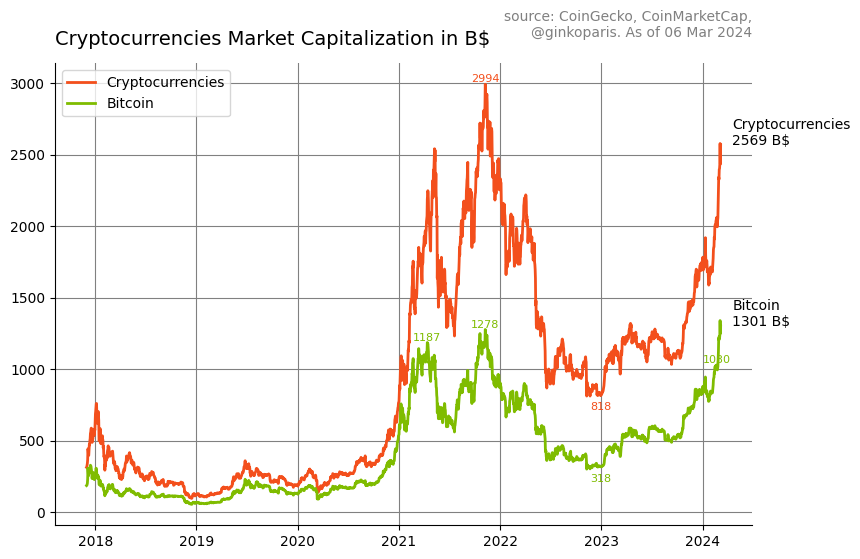 source: CoinGecko, CoinMarketCap,
@ginkoparis. As of 06 Mar 2024
Cryptocurrencies Market Capitalization in B$
Cryptocurrencies
Bitcoin
3000
2500
2000
1500
1000
500
0
2994
1187
1278
818
318
1080
Cryptocurrencies
2569 B$
Bitcoin
1301 B$
2018 2019 2020 2021 2022 2023 2024